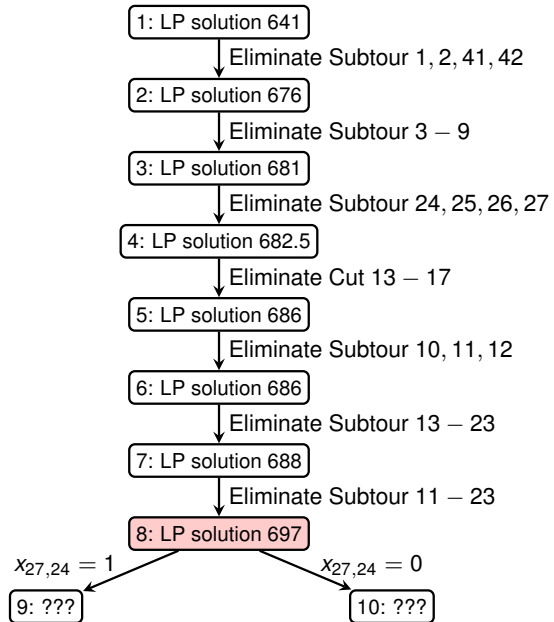 1: LP solution 641
Eliminate Subtour 1, 2, 41, 42
2: LP solution 676
Eliminate Subtour 3 − 9
3: LP solution 681
Eliminate Subtour 24, 25, 26, 27
4: LP solution 682.5
Eliminate Cut 13 − 17
5: LP solution 686
Eliminate Subtour 10, 11, 12
6: LP solution 686
Eliminate Subtour 13 − 23
7: LP solution 688
Eliminate Subtour 11 − 23
8: LP solution 697
x27,24 = 1
x27,24 = 0
9: ???
10: ???